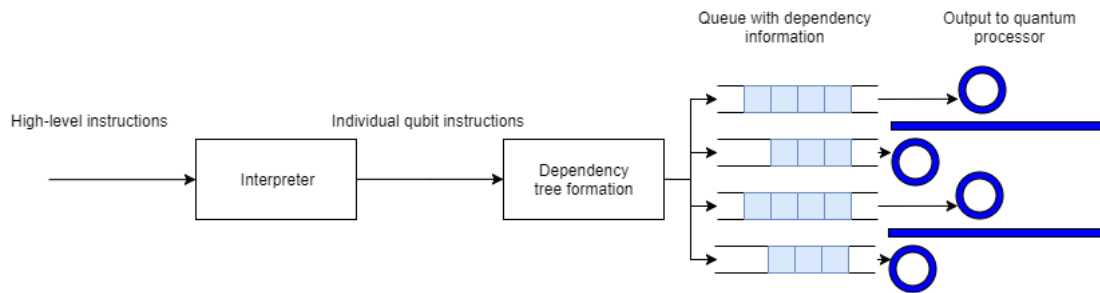 Queue with dependency
information
Output to quantum
processor
High-level instructions
Individual qubit instructions
Interpreter
Dependency
tree formation